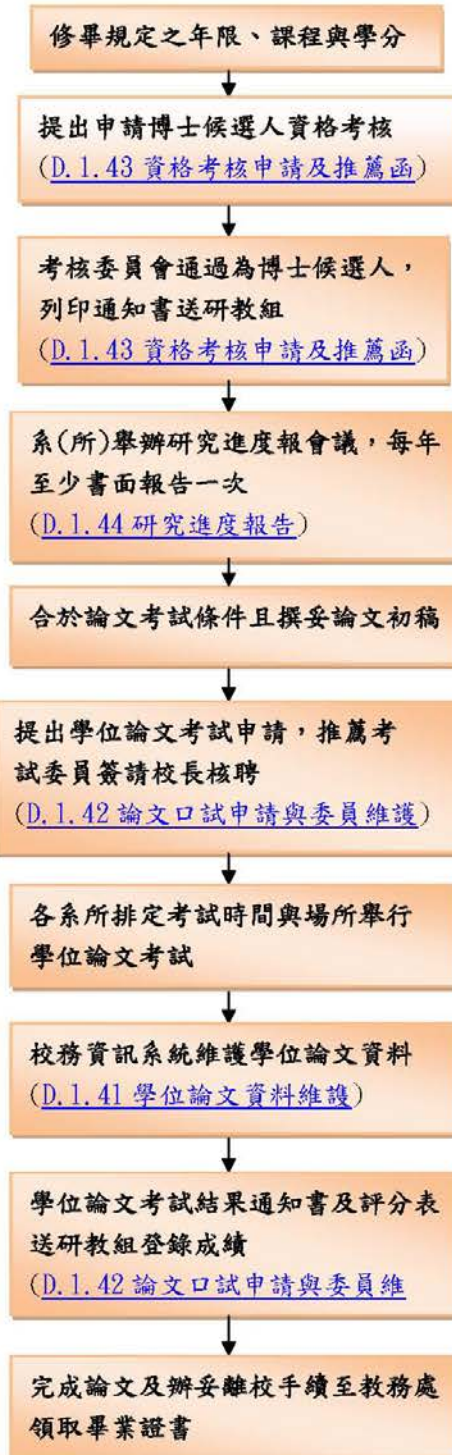 修畢規定之年限、課程與學分
提出申請博士候選人資格考核
(D.1.43 資格考核申請及推薦函)
考核委員會通過為博士候選人，
列印通知書送研教組
(D.1.43 資格考核申請及推薦函)
系(所)舉辦研究進度報會議，每年
至少書面報告一次
(D.1.44 研究進度報告)
合於論文考試條件且撰妥論文初稿
提出學位論文考試申請，推薦考
試委員簽請校長核聘
(D.1.42 論文口試申請與委員維護)
各系所排定考試時間與場所舉行
學位論文考試
校務資訊系統維護學位論文資料
(D.1.41 學位論文資料維護)
學位論文考試結果通知書及評分表
送研教組登錄成績
(D.1.42 論文口試申請與委員維
完成論文及辦妥離校手續至教務處
領取畢業證書